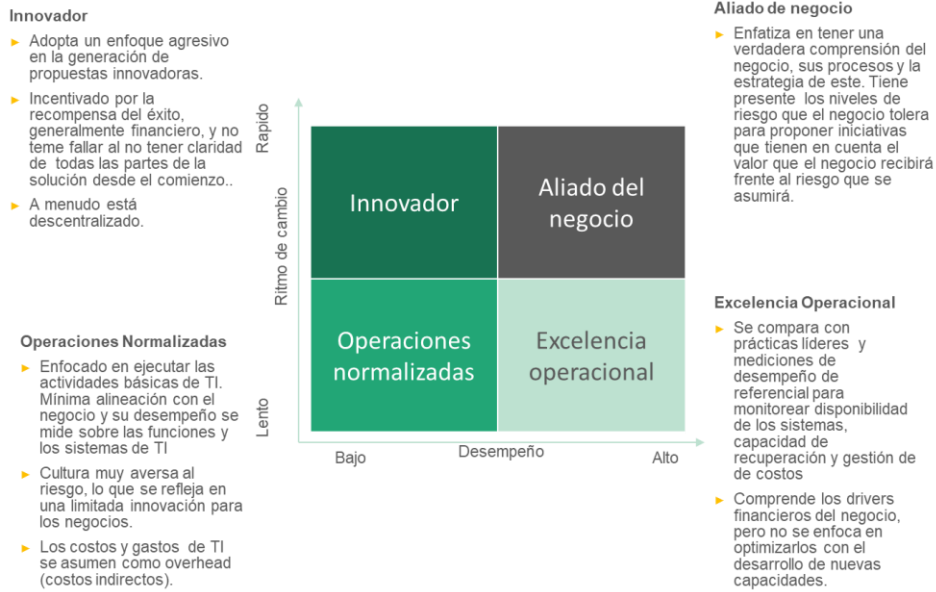 Innovador
► Adopta un enfoque agresivo
en la generación de
propuestas innovadoras.
► Incentivado por la
recompensa del éxito,
generalmente financiero, y no
teme fallar al no tener claridad
de todas las partes de la
solución desde el comienzo..
► A menudo está
descentralizado.
Operaciones Normalizadas
► Enfocado en ejecutar las
actividades básicas de TI.
Mínima alineación con el
negocio y su desempeño se
mide sobre las funciones y
los sistemas de TI
► Cultura muy aversa al
riesgo, lo que se refleja en
una limitada innovación para
los negocios.
► Los costos y gastos de TI
se asumen como overhead
(costos indirectos).
Rapido
Ritmo de cambio
Lento
Innovador
Aliado del
negocio
Operaciones
normalizadas
Excelencia
operacional
Bajo
Desempeño
Alto
Aliado de negocio
► Enfatiza en tener una
verdadera comprensión del
negocio, sus procesos y la
estrategia de este. Tiene
presente los niveles de
riesgo que el negocio tolera
para proponer iniciativas
que tienen en cuenta el
valor que el negocio recibirá
frente al riesgo que se
asumirá.
Excelencia Operacional
► Se compara con
prácticas líderes y
mediciones de
desempeño de
referencial para
monitorear disponibilidad
de los sistemas,
capacidad de
recuperación y gestión de
de costos
► Comprende los drivers
financieros del negocio,
pero no se enfoca en
optimizarlos con el
desarrollo de nuevas
capacidades.